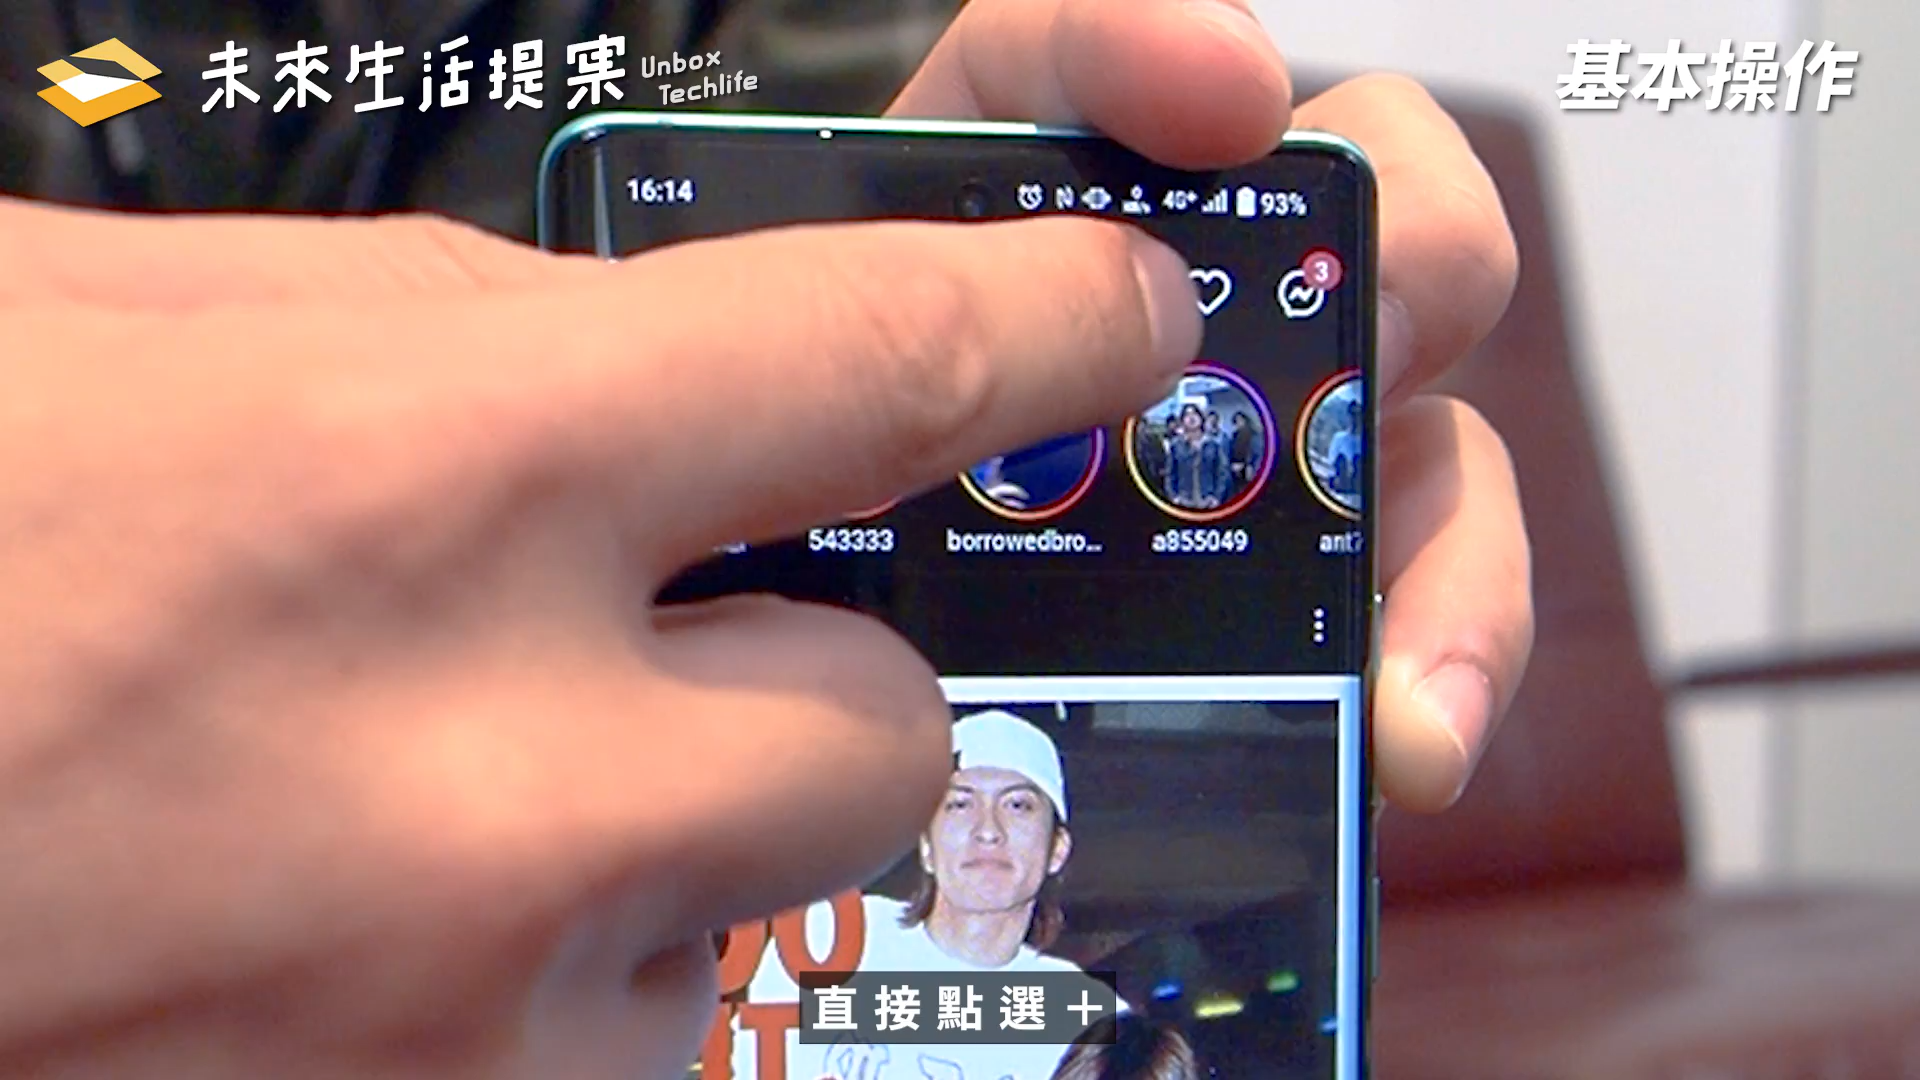 未來生活提案
Unbox
Techlife
基本操作
16:14
4G+
93%
3
543333
borrowedbro...
a855049
直接點選＋